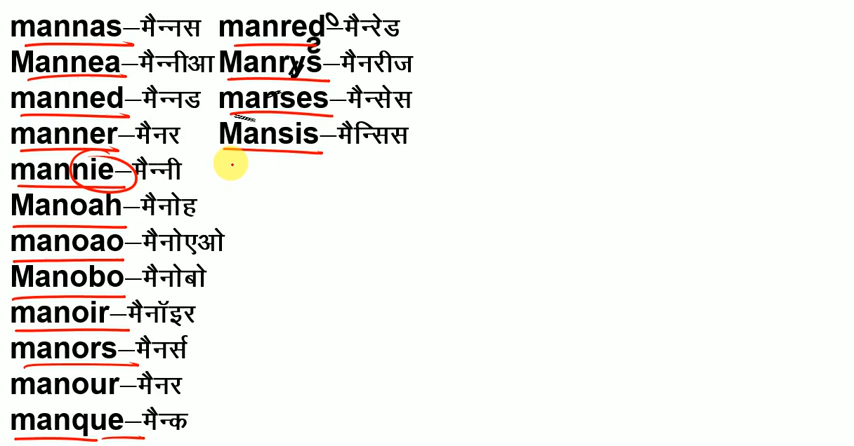 mannas–मैन्नस
Mannea–मैन्नीआ
manned–मैन्नड
manner–मैनर
mannie–मैन्नी
Manoah–मैनोह
manoao–मैनोएओ
Manobo–मैनोबो
manoir–मैनॉइर
manors–मैनर्स
manour–मैनर
manque–मैन्क
manred–मैन्रेड
Manrys–मैनरीज
manses–मैन्सेस
Mansis–मैन्सिस